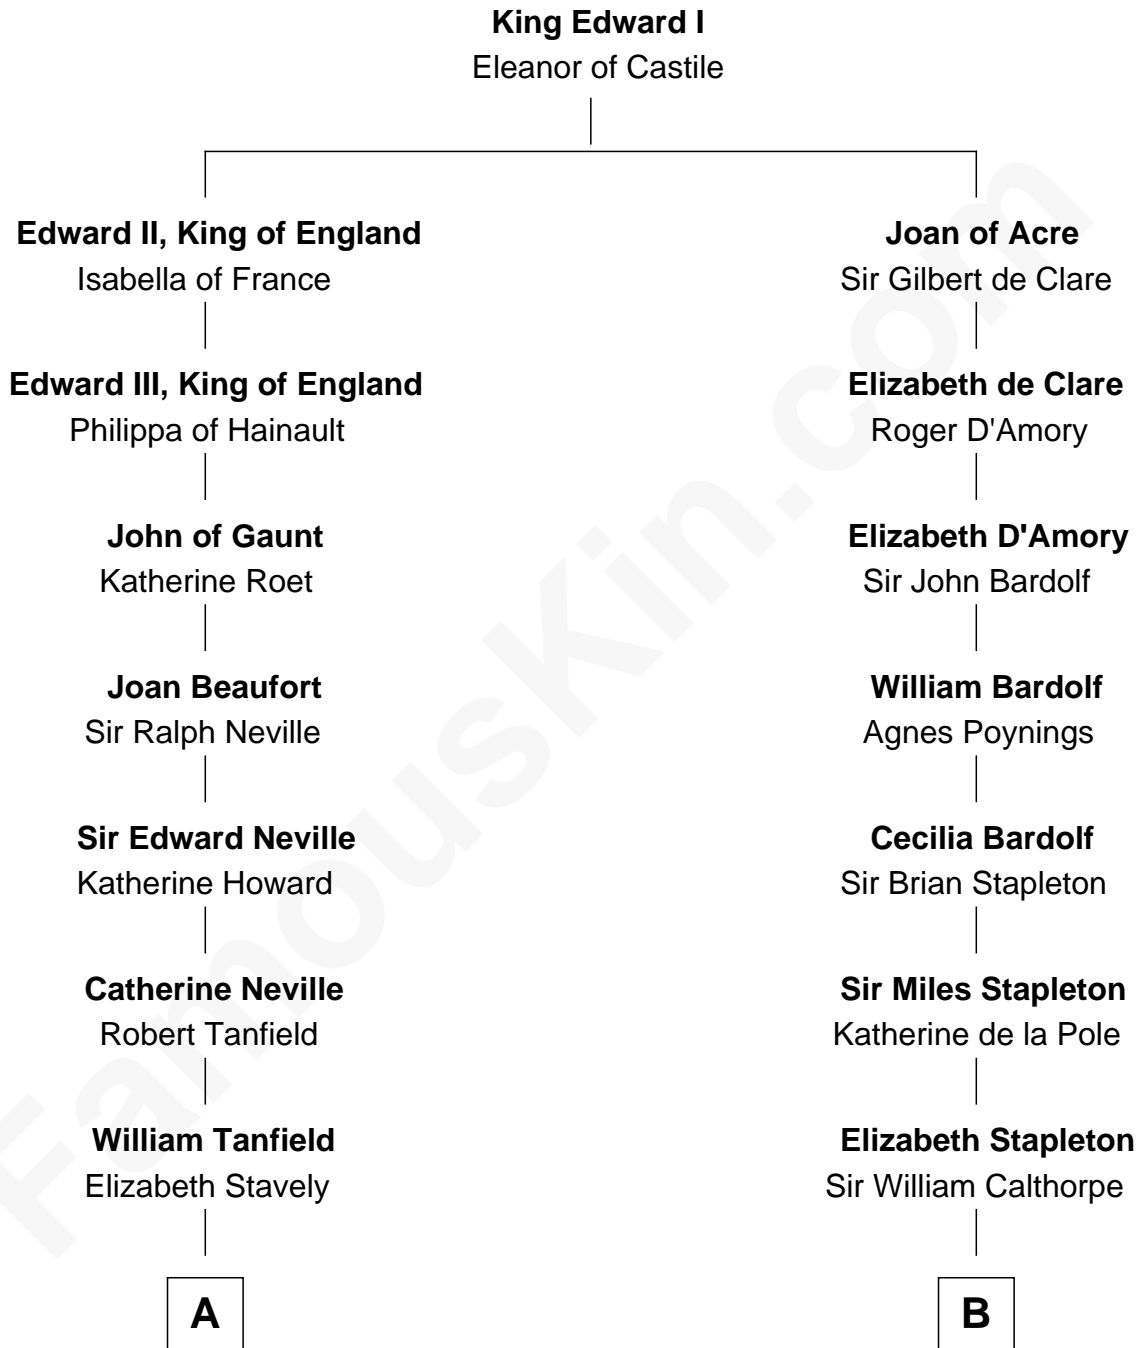 King Edward I
Eleanor of Castile
Edward II, King of England
Isabella of France
Joan of Acre
Sir Gilbert de Clare
Edward III, King of England
Philippa of Hainault
Elizabeth de Clare
Roger D'Amory
John of Gaunt
Katherine Roet
Elizabeth D'Amory
Sir John Bardolf
Joan Beaufort
Sir Ralph Neville
William Bardolf
Agnes Poynings
Sir Edward Neville
Katherine Howard
Cecilia Bardolf
Sir Brian Stapleton
Catherine Neville
Robert Tanfield
Sir Miles Stapleton
Katherine de la Pole
William Tanfield
Elizabeth Stavely
Elizabeth Stapleton
Sir William Calthorpe
A
B
FamousKin.com